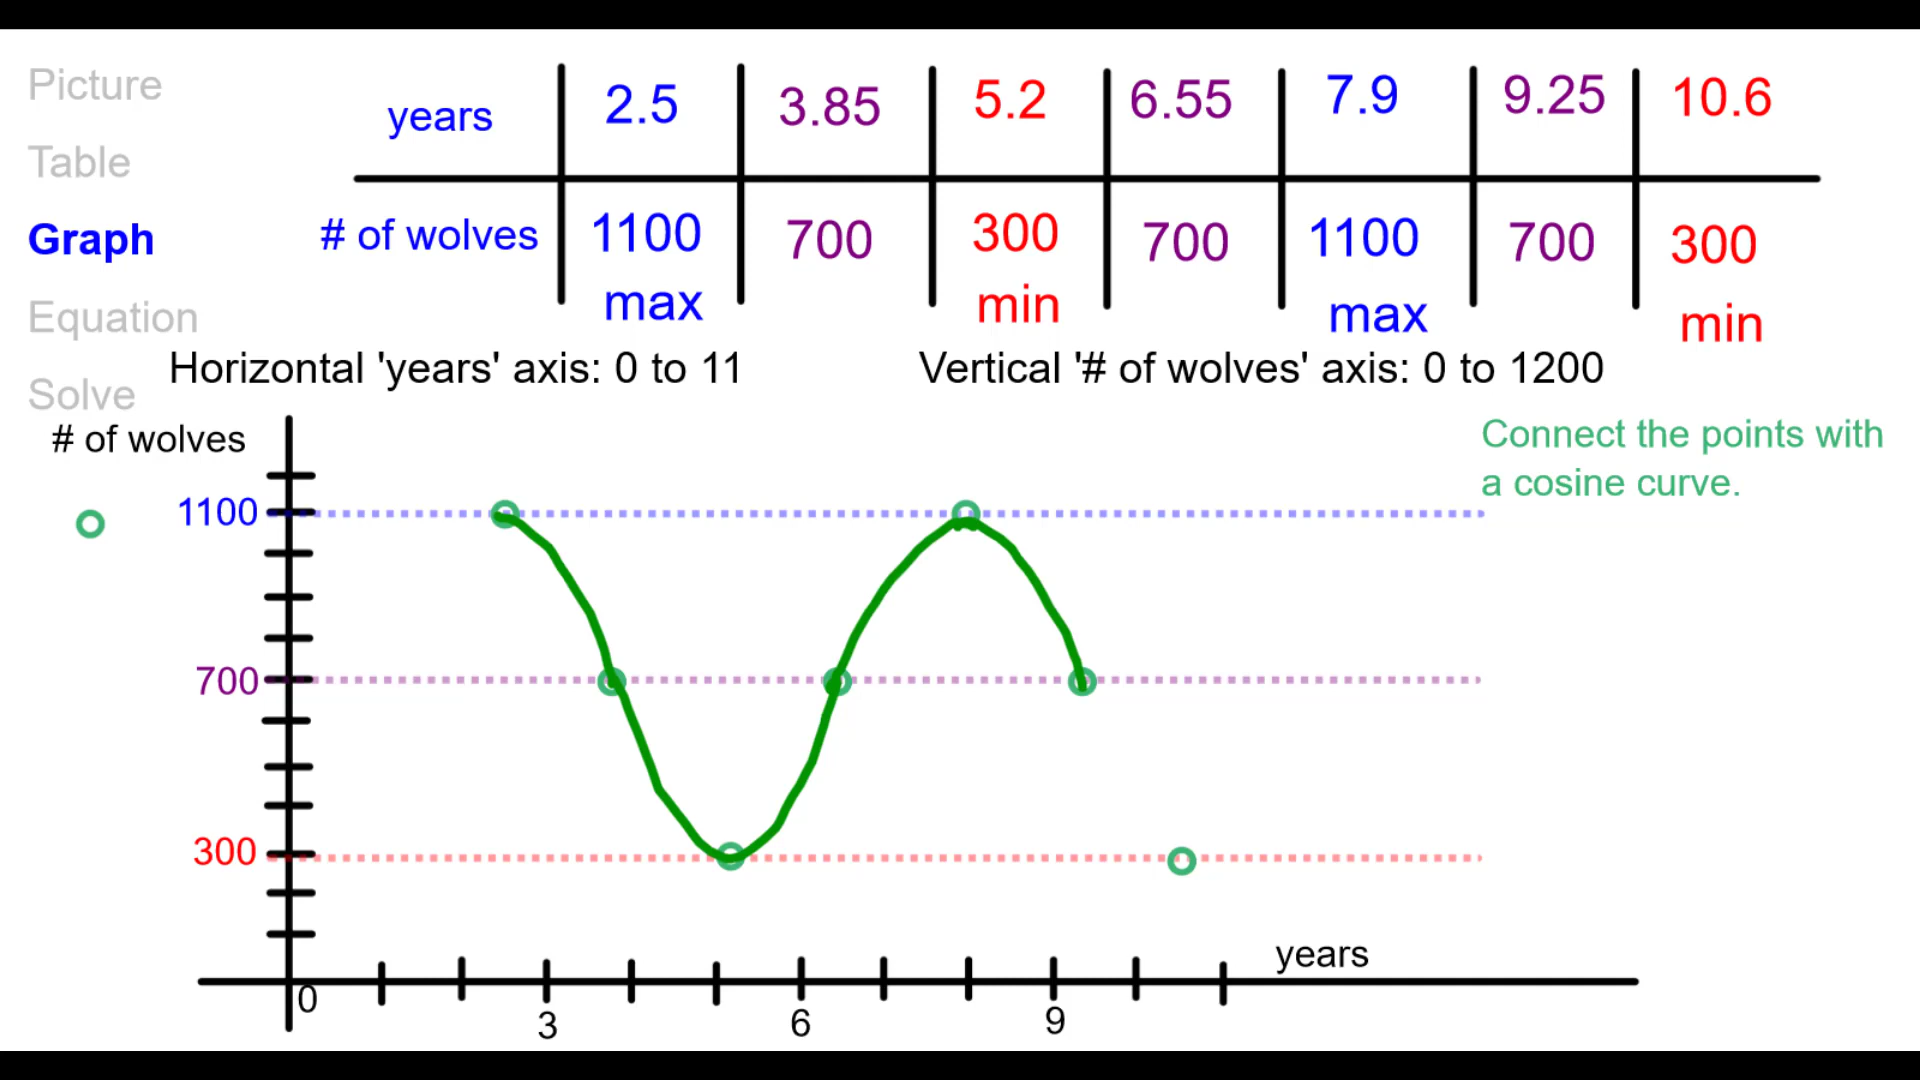 Picture
Table
Graph
Equation
Solve
years 2.5 3.85 5.2 6.55 7.9 9.25 10.6
# of wolves 1100 700 300 700 1100 700 300
max min max min
Horizontal 'years' axis: 0 to 11
Vertical '# of wolves' axis: 0 to 1200
# of wolves
Connect the points with
a cosine curve.
1100
700
300
years
0
3 6 9